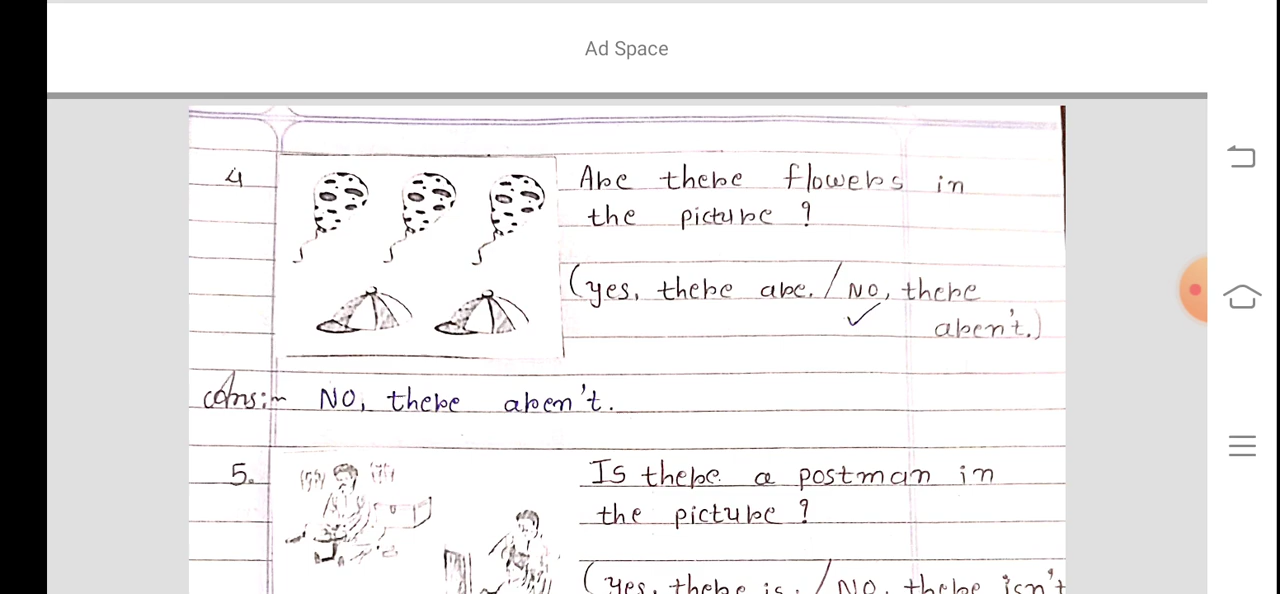 Ad Space
4
Are there flowers in
the picture ?
(yes, there are. / No, there
aren't.)
Ans:- No, there aren't.
5.
Is there a postman in
the picture ?
(Yes, there is. / No, there isn't